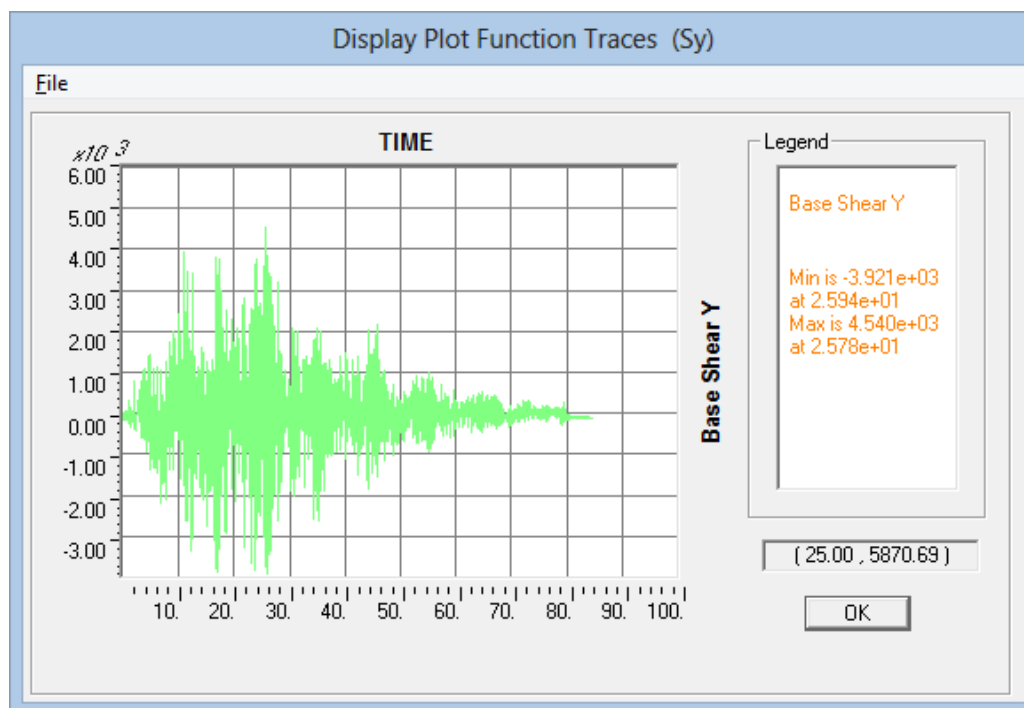 Display Plot Function Traces (Sy)
File
TIME
x10 3
6.00
5.00
4.00
3.00
2.00
1.00
0.00
-1.00
-2.00
-3.00
10. 20. 30. 40. 50. 60. 70. 80. 90. 100.
Base Shear Y
Legend
Base Shear Y
Min is -3.921e+03
at 2.594e+01
Max is 4.540e+03
at 2.578e+01
( 25.00 , 5870.69 )
OK